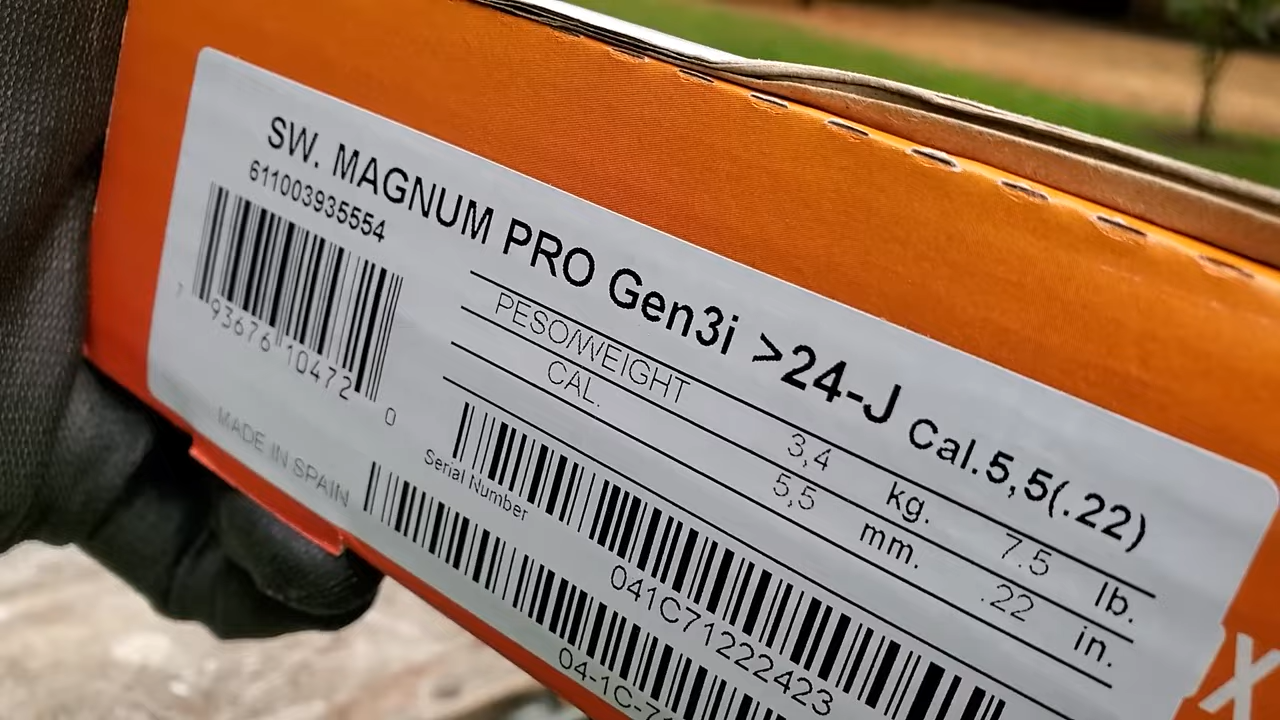 SW. MAGNUM PRO Gen3i >24-J Cal.5,5(.22)
611003935554
7 93676 10472 0
MADE IN SPAIN
PESO/WEIGHT 3,4 kg. 7.5 lb.
CAL. 5,5 mm. .22 in.
Serial Number
041C71222423
04-1C-7
X